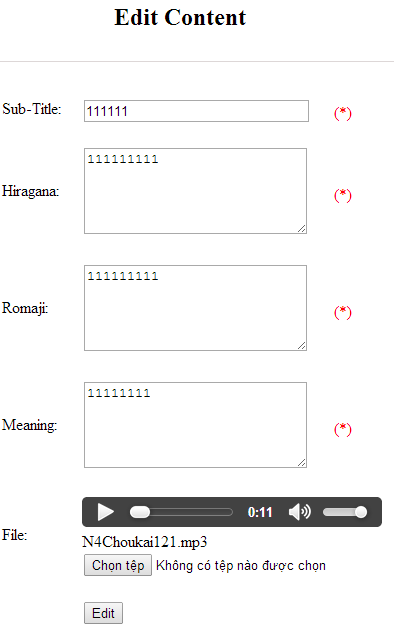 Edit Content
Sub-Title: 111111 (*)
Hiragana: 111111111 (*)
Romaji: 111111111 (*)
Meaning: 11111111 (*)
0:11
File: N4Choukai121.mp3
Chọn tệp Không có tệp nào được chọn
Edit